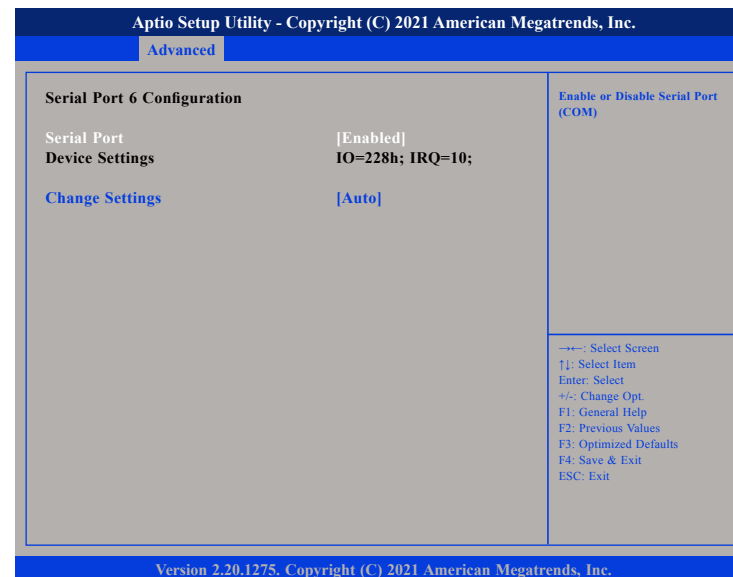 Aptio Setup Utility - Copyright (C) 2021 American Megatrends, Inc.
Advanced
Serial Port 6 Configuration
Serial Port [Enabled]
Device Settings IO=228h; IRQ=10;
Change Settings [Auto]
Enable or Disable Serial Port
(COM)
→←: Select Screen
↑↓: Select Item
Enter: Select
+/-: Change Opt.
F1: General Help
F2: Previous Values
F3: Optimized Defaults
F4: Save & Exit
ESC: Exit
Version 2.20.1275. Copyright (C) 2021 American Megatrends, Inc.